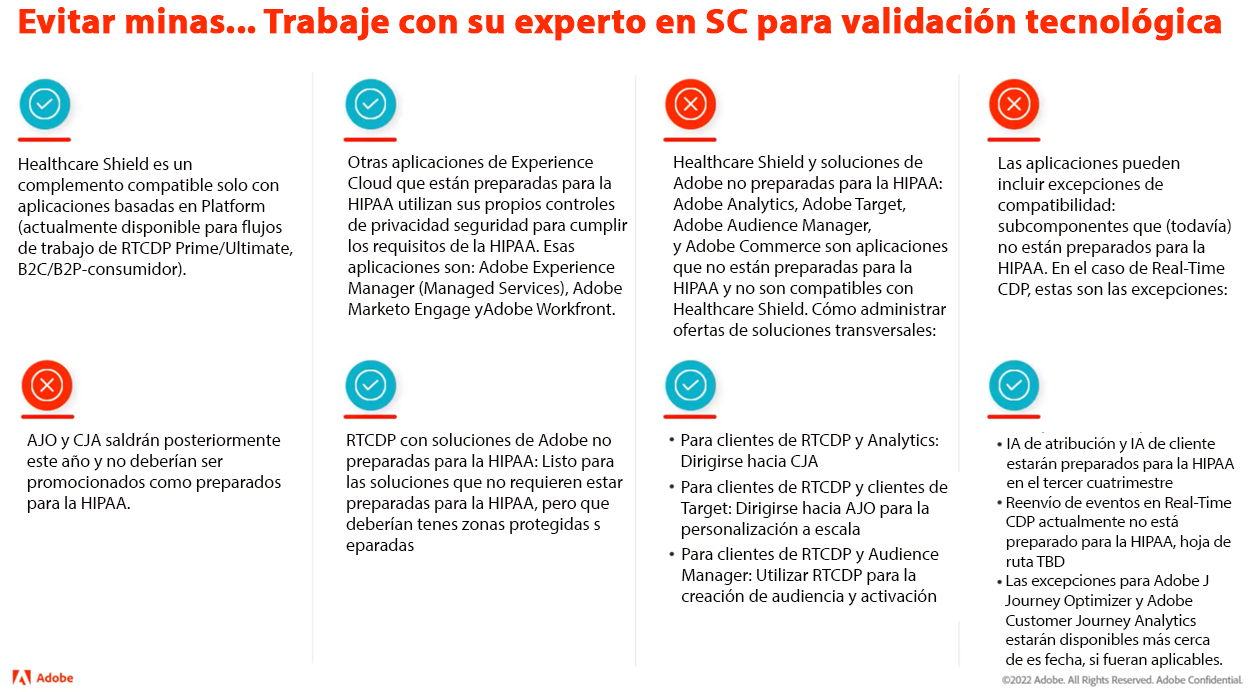 Evitar minas... Trabaje con su experto en SC para validación tecnológica
Healthcare Shield es un
complemento compatible solo con
aplicaciones basadas en Platform
(actualmente disponible para flujos
de trabajo de RTCDP Prime/Ultimate,
B2C/B2P-consumidor).
Otras aplicaciones de Experience
Cloud que están preparadas para la
HIPAA utilizan sus propios controles
de privacidad seguridad para cumplir
los requisitos de la HIPAA. Esas
aplicaciones son: Adobe Experience
Manager (Managed Services), Adobe
Marketo Engage yAdobe Workfront.
Healthcare Shield y soluciones de
Adobe no preparadas para la HIPAA:
Adobe Analytics, Adobe Target,
Adobe Audience Manager,
y Adobe Commerce son aplicaciones
que no están preparadas para la
HIPAA y no son compatibles con
Healthcare Shield. Cómo administrar
ofertas de soluciones transversales:
Las aplicaciones pueden
incluir excepciones de
compatibilidad:
subcomponentes que (todavía)
no están preparados para la
HIPAA. En el caso de Real-Time
CDP, estas son las excepciones:
AJO y CJA saldrán posteriormente
este año y no deberían ser
promocionados como preparados
para la HIPAA.
RTCDP con soluciones de Adobe no
preparadas para la HIPAA: Listo para
las soluciones que no requieren estar
preparadas para la HIPAA, pero que
deberían tenes zonas protegidas s
eparadas
• Para clientes de RTCDP y Analytics:
Dirigirse hacia CJA
• Para clientes de RTCDP y clientes de
Target: Dirigirse hacia AJO para la
personalización a escala
• Para clientes de RTCDP y Audience
Manager: Utilizar RTCDP para la
creación de audiencia y activación
• IA de atribución y IA de cliente
estarán preparados para la HIPAA
en el tercer cuatrimestre
• Reenvío de eventos en Real-Time
CDP actualmente no está
preparado para la HIPAA, hoja de
ruta TBD
• Las excepciones para Adobe J
Journey Optimizer y Adobe
Customer Journey Analytics
estarán disponibles más cerca
de es fecha, si fueran aplicables.
Adobe
©2022 Adobe. All Rights Reserved. Adobe Confidential.